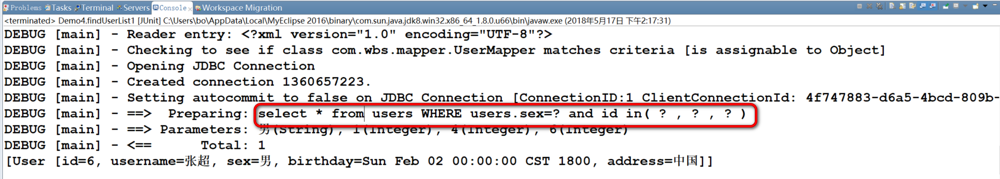 Problems Tasks Terminal Servers Console Workspace Migration
<terminated> Demo4.findUserList1 [JUnit] C:\Users\bo\AppData\Local\MyEclipse 2016\binary\com.sun.java.jdk8.win32.x86_64_1.8.0.u66\bin\javaw.exe (2018年5月17日 下午2:17:31)
DEBUG [main] - Reader entry: <?xml version="1.0" encoding="UTF-8"?>
DEBUG [main] - Checking to see if class com.wbs.mapper.UserMapper matches criteria [is assignable to Object]
DEBUG [main] - Opening JDBC Connection
DEBUG [main] - Created connection 1360657223.
DEBUG [main] - Setting autocommit to false on JDBC Connection [ConnectionID:1 ClientConnectionId: 4f747883-d6a5-4bcd-809b-
DEBUG [main] - ==>  Preparing: select * from users WHERE users.sex=? and id in( ? , ? , ? )
DEBUG [main] - ==> Parameters: 男(String), 1(Integer), 4(Integer), 6(Integer)
DEBUG [main] - <==      Total: 1
[User [id=6, username=张超, sex=男, birthday=Sun Feb 02 00:00:00 CST 1800, address=中国]]